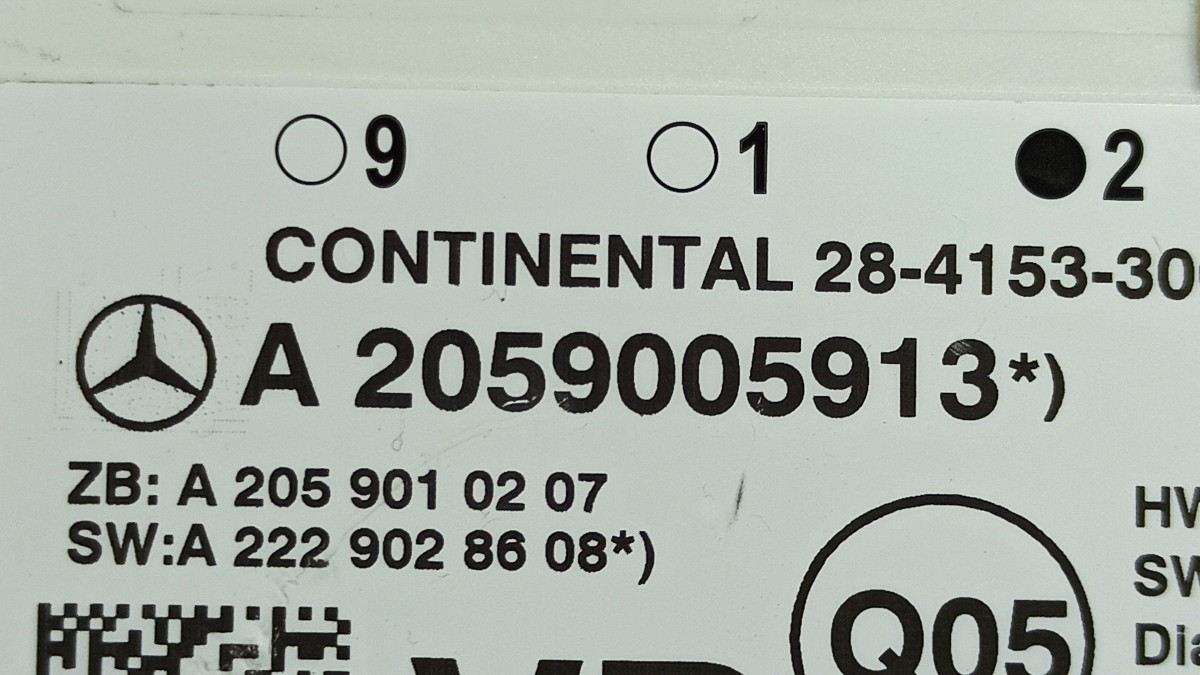 9 1 2
CONTINENTAL 28-4153-30
A 2059005913*)
ZB: A 205 901 02 07
SW:A 222 902 86 08*)
HW
SW
Q05
Dia